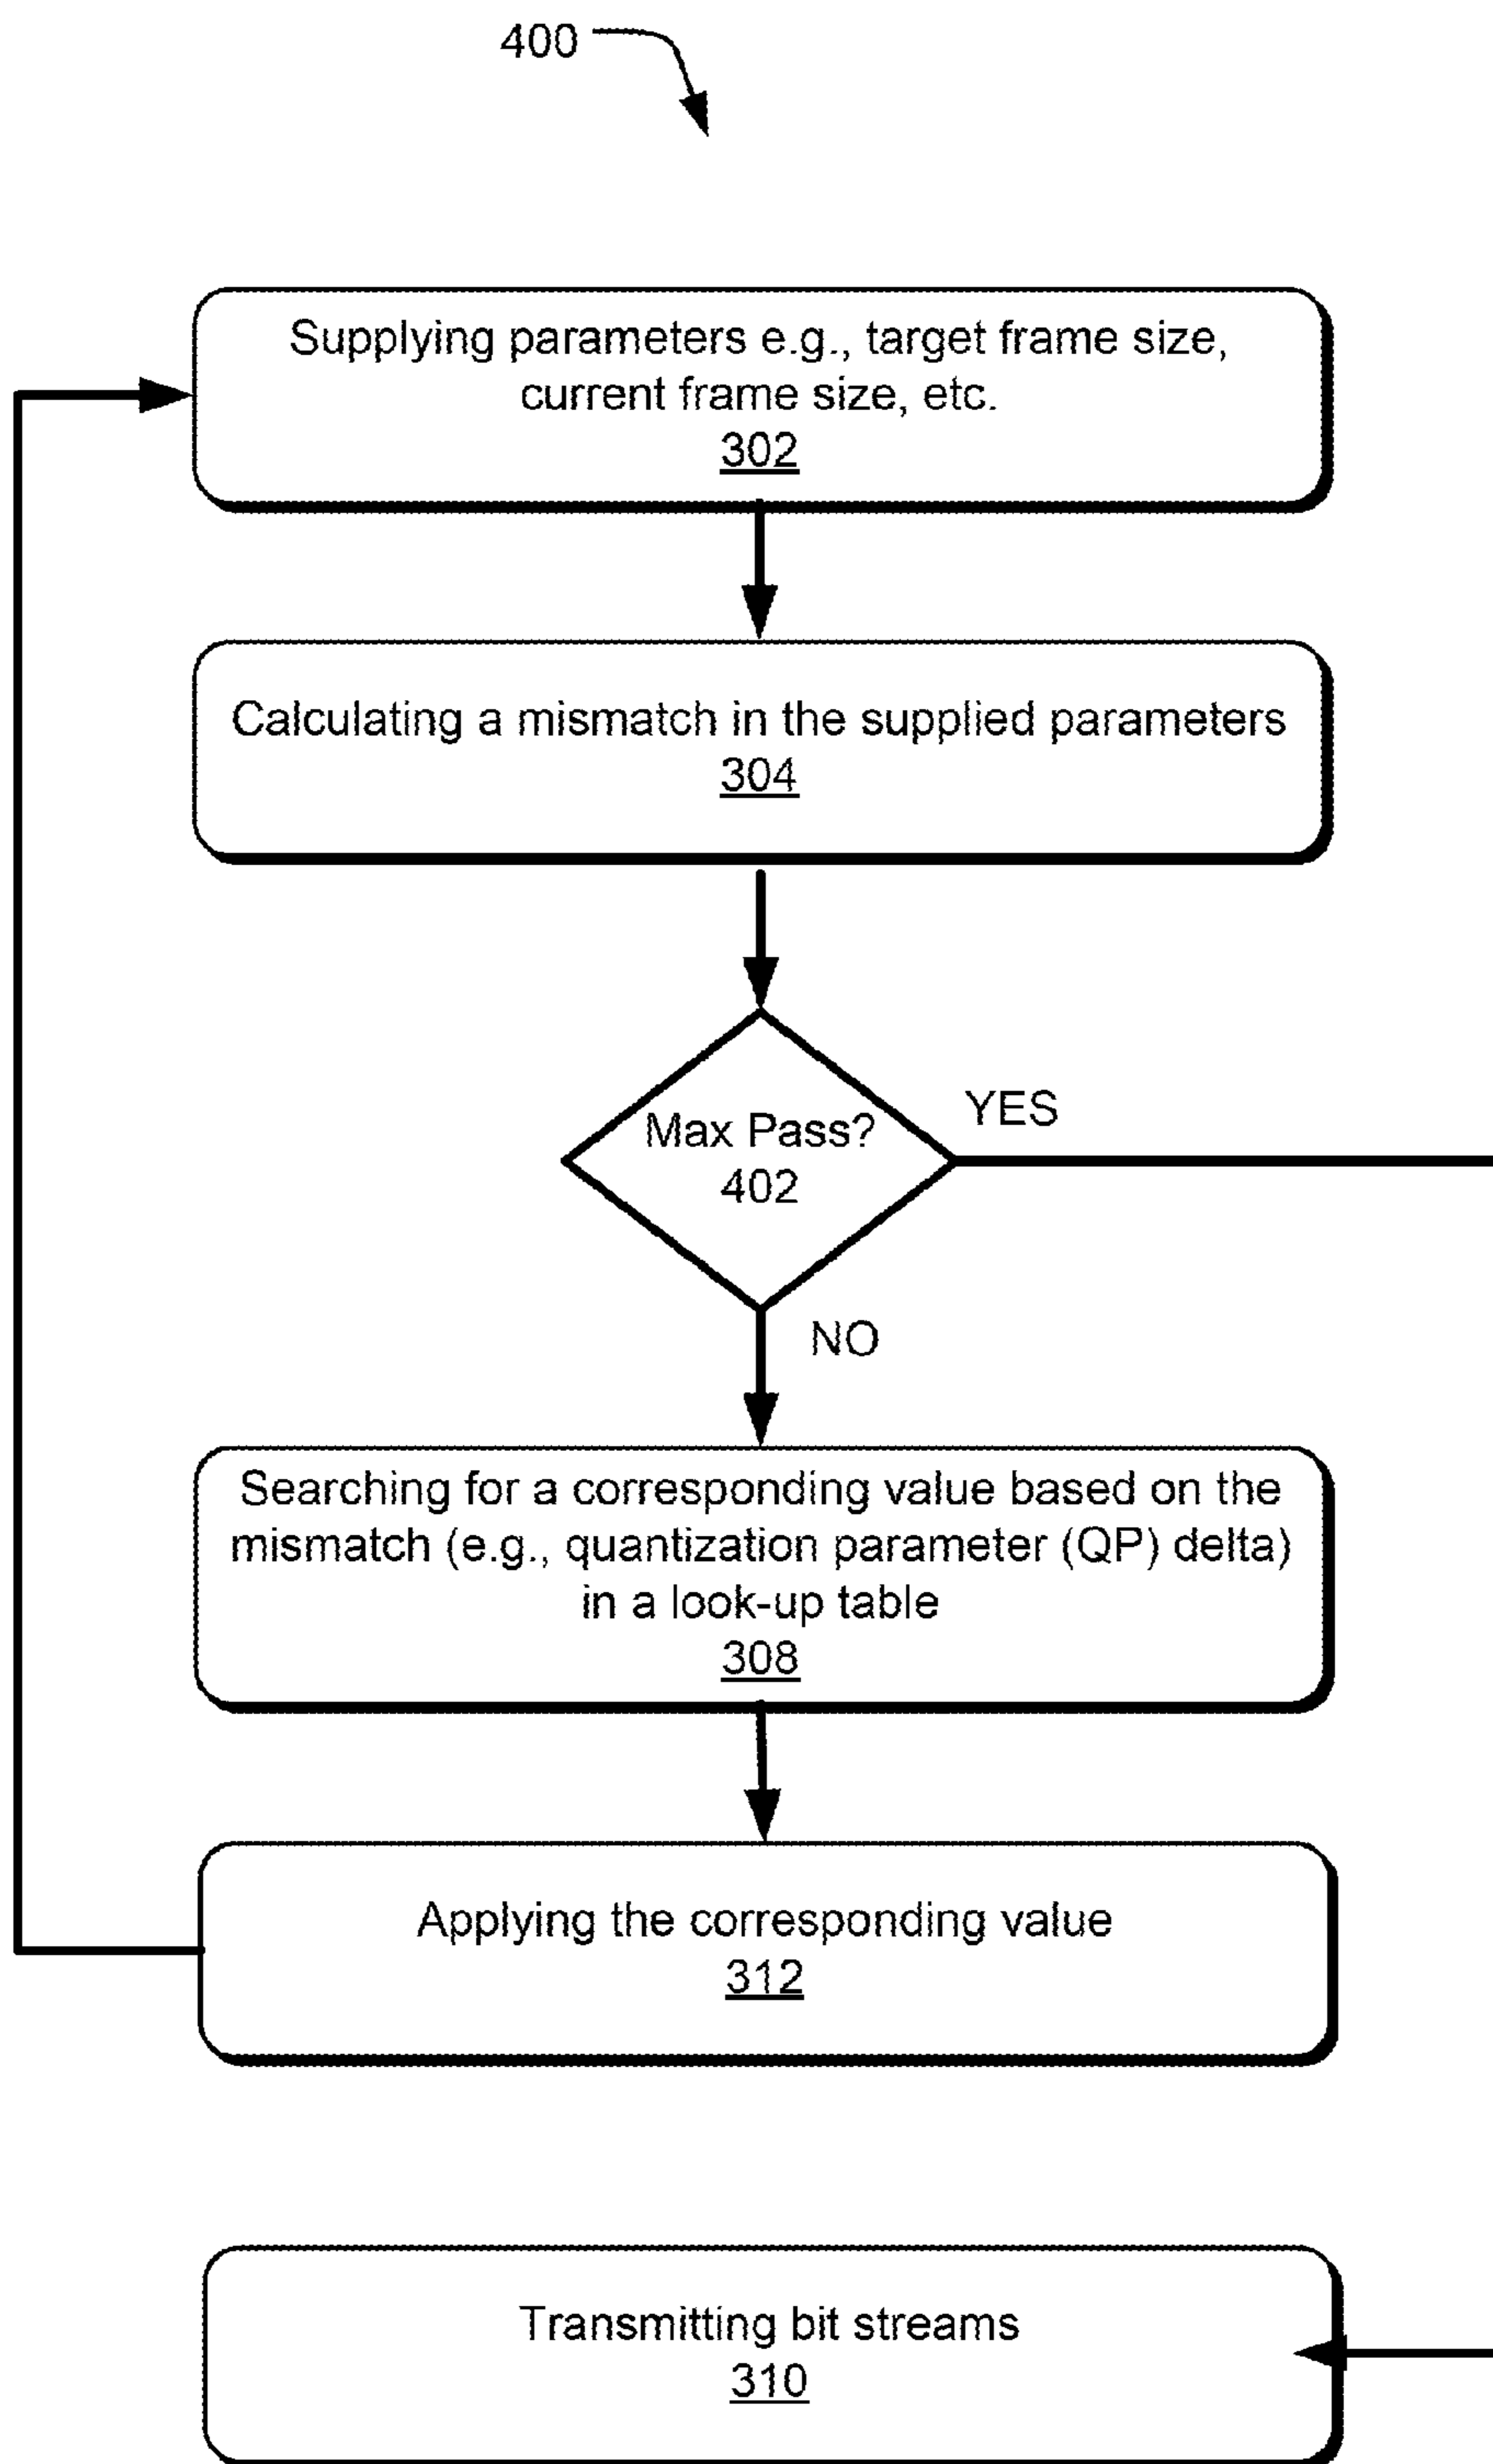 400
Supplying parameters e.g., target frame size,
current frame size, etc.
302
Calculating a mismatch in the supplied parameters
304
Max Pass?
402
YES
NO
Searching for a corresponding value based on the
mismatch (e.g., quantization parameter (QP) delta)
in a look-up table
308
Applying the corresponding value
312
Transmitting bit streams
310